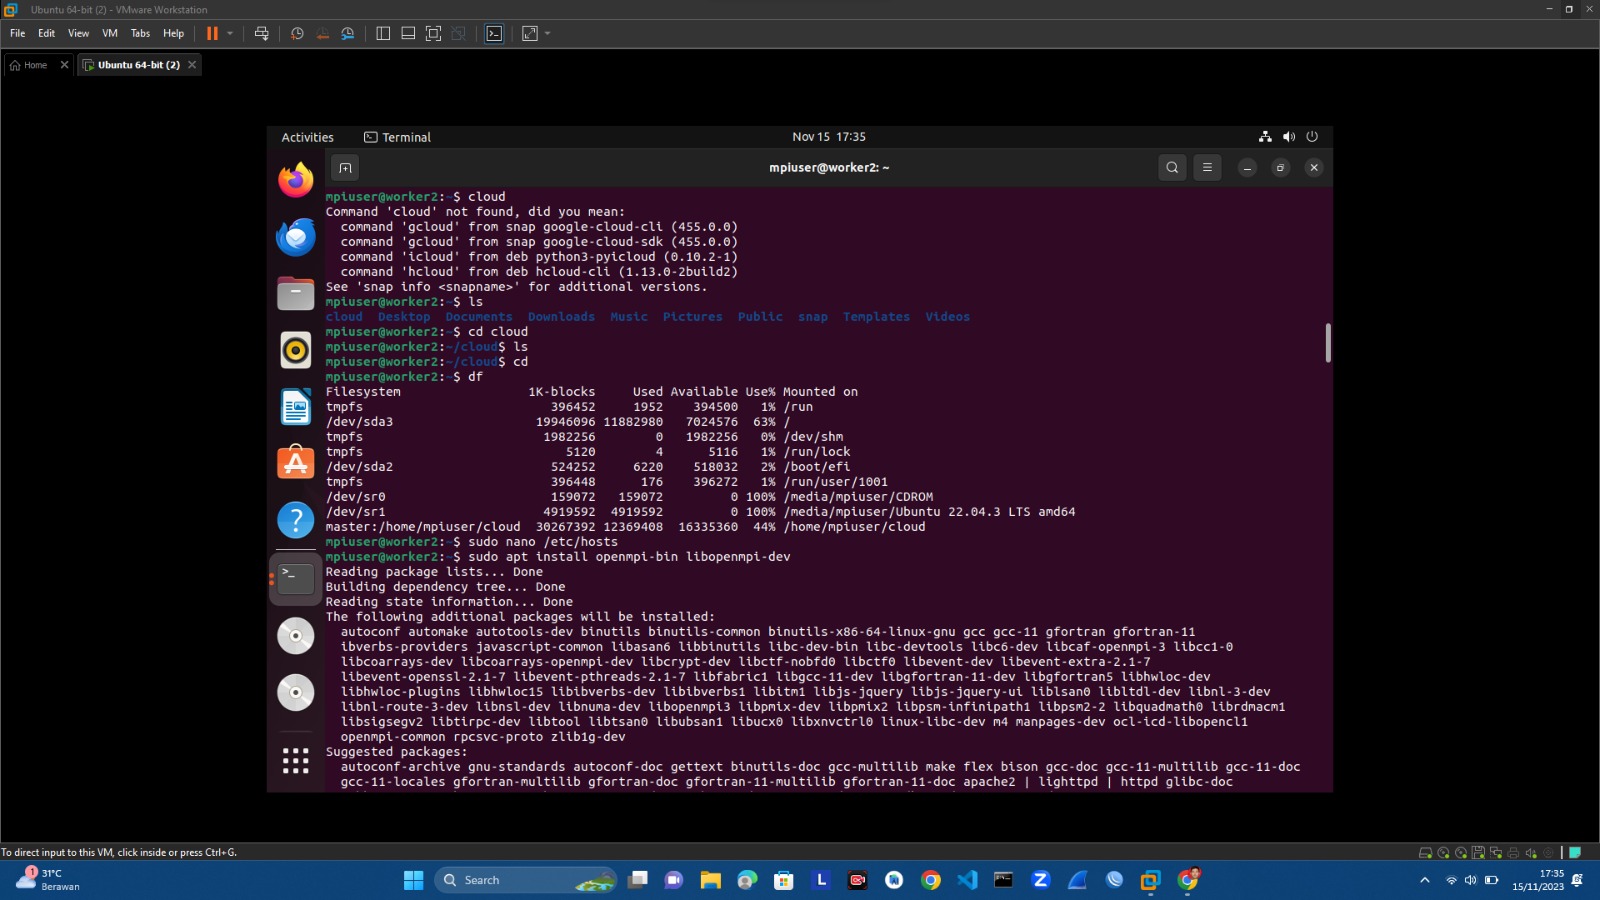 Ubuntu 64-bit (2) - VMware Workstation
File Edit View VM Tabs Help
Home Ubuntu 64-bit (2)
Activities Terminal Nov 15 17:35
mpiuser@worker2: ~
mpiuser@worker2:~$ cloud
Command 'cloud' not found, did you mean:
command 'gcloud' from snap google-cloud-cli (455.0.0)
command 'gcloud' from snap google-cloud-sdk (455.0.0)
command 'icloud' from deb python3-pyicloud (0.10.2-1)
command 'hcloud' from deb hcloud-cli (1.13.0-2build2)
See 'snap info <snapname>' for additional versions.
mpiuser@worker2:~$ ls
cloud Desktop Documents Downloads Music Pictures Public snap Templates Videos
mpiuser@worker2:~$ cd cloud
mpiuser@worker2:~/cloud$ ls
mpiuser@worker2:~/cloud$ cd
mpiuser@worker2:~$ df
Filesystem 1K-blocks Used Available Use% Mounted on
tmpfs 396452 1952 394500 1% /run
/dev/sda3 19946096 11882980 7024576 63% /
tmpfs 1982256 0 1982256 0% /dev/shm
tmpfs 5120 4 5116 1% /run/lock
/dev/sda2 524252 6220 518032 2% /boot/efi
tmpfs 396448 176 396272 1% /run/user/1001
/dev/sr0 159072 159072 0 100% /media/mpiuser/CDROM
/dev/sr1 4919592 4919592 0 100% /media/mpiuser/Ubuntu 22.04.3 LTS amd64
master:/home/mpiuser/cloud 30267392 12369408 16335360 44% /home/mpiuser/cloud
mpiuser@worker2:~$ sudo nano /etc/hosts
mpiuser@worker2:~$ sudo apt install openmpi-bin libopenmpi-dev
Reading package lists... Done
Building dependency tree... Done
Reading state information... Done
The following additional packages will be installed:
autoconf automake autotools-dev binutils binutils-common binutils-x86-64-linux-gnu gcc gcc-11 gfortran gfortran-11
ibverbs-providers javascript-common libasan6 libbinutils libc-dev-bin libc-devtools libc6-dev libcaf-openmpi-3 libcc1-0
libcoarrays-dev libcoarrays-openmpi-dev libcrypt-dev libctf-nobfd0 libctf0 libevent-dev libevent-extra-2.1-7
libevent-openssl-2.1-7 libevent-pthreads-2.1-7 libfabric1 libgcc-11-dev libgfortran-11-dev libgfortran5 libhwloc-dev
libhwloc-plugins libhwloc15 libibverbs-dev libibverbs1 libitm1 libjs-jquery libjs-jquery-ui liblsan0 libltdl-dev libnl-3-dev
libnl-route-3-dev libnsl-dev libnuma-dev libopenmpi3 libpmix-dev libpmix2 libpsm-infinipath1 libpsm2-2 libquadmath0 librdmacm1
libsigsegv2 libtirpc-dev libtool libtsan0 libubsan1 libucx0 libxnvctrl0 linux-libc-dev m4 manpages-dev ocl-icd-libopencl1
openmpi-common rpcsvc-proto zlib1g-dev
Suggested packages:
autoconf-archive gnu-standards autoconf-doc gettext binutils-doc gcc-multilib make flex bison gcc-doc gcc-11-multilib gcc-11-doc
gcc-11-locales gfortran-multilib gfortran-doc gfortran-11-multilib gfortran-11-doc apache2 | lighttpd | httpd glibc-doc
To direct input to this VM, click inside or press Ctrl+G.
1 31°C
Berawan
Search
17:35
15/11/2023